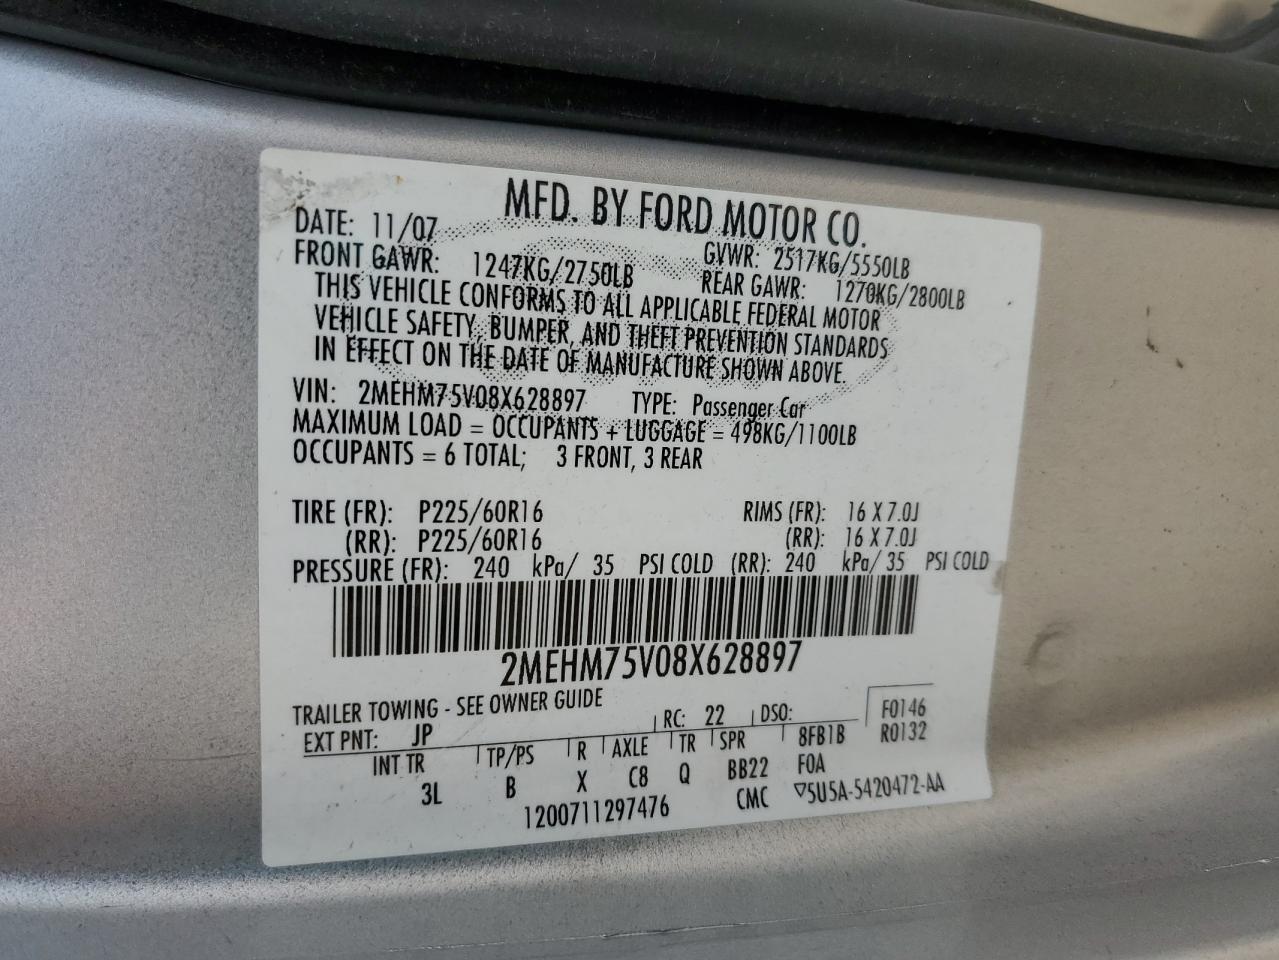 MFD. BY FORD MOTOR CO.
DATE: 11/07 GVWR: 2517KG/5550LB
FRONT GAWR: 1247KG/2750LB REAR GAWR: 1270KG/2800LB
THIS VEHICLE CONFORMS TO ALL APPLICABLE FEDERAL MOTOR
VEHICLE SAFETY, BUMPER, AND THEFT PREVENTION STANDARDS
IN EFFECT ON THE DATE OF MANUFACTURE SHOWN ABOVE.
VIN: 2MEHM75V08X628897 TYPE: Passenger Car
MAXIMUM LOAD = OCCUPANTS + LUGGAGE = 498KG/1100LB
OCCUPANTS = 6 TOTAL; 3 FRONT, 3 REAR
TIRE (FR): P225/60R16 RIMS (FR): 16 X 7.0J
(RR): P225/60R16 (RR): 16 X 7.0J
PRESSURE (FR): 240 kPa/ 35 PSI COLD (RR): 240 kPa/ 35 PSI COLD
2MEHM75V08X628897
TRAILER TOWING - SEE OWNER GUIDE
EXT PNT: JP RC: 22 DSO: F0146
R0132
INT TR TP/PS R AXLE TR SPR 8FB1B
3L B X C8 Q BB22 F0A
1200711297476 CMC ▽5U5A-5420472-AA